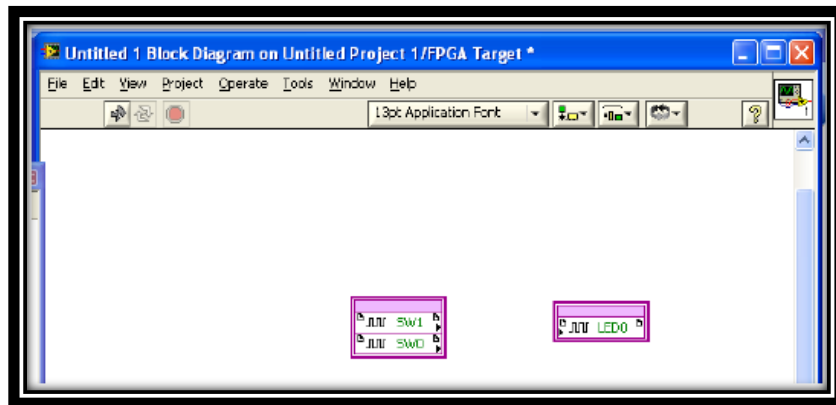 Untitled 1 Block Diagram on Untitled Project 1/FPGA Target *
File Edit View Project Operate Tools Window Help
13pt Application Font
?
1
SW1
SW0
LED0